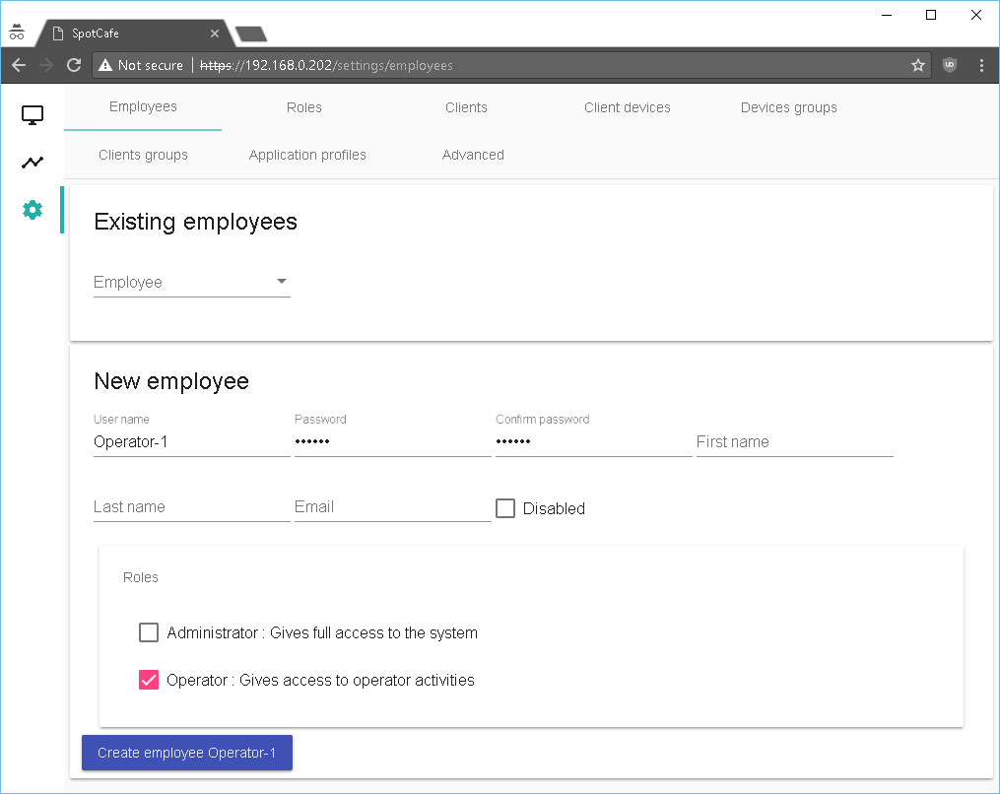 SpotCafe
Not secure | https://192.168.0.202/settings/employees
Employees Roles Clients Client devices Devices groups
Clients groups Application profiles Advanced
Existing employees
Employee
New employee
User name Password Confirm password
Operator-1 •••••• •••••• First name
Last name Email Disabled
Roles
Administrator : Gives full access to the system
Operator : Gives access to operator activities
Create employee Operator-1